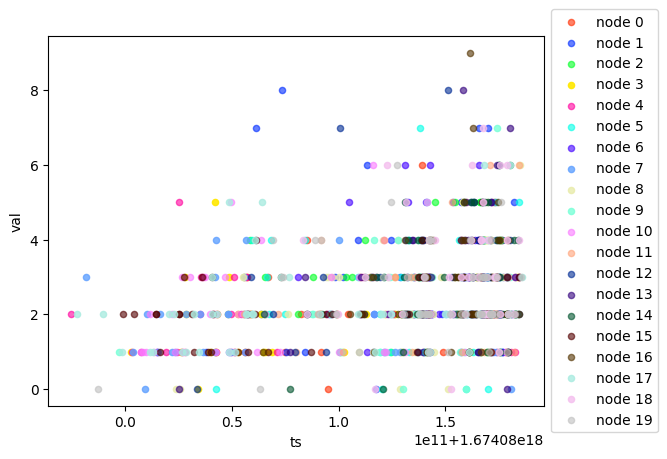 8
6
4
2
0
val
0.0 0.5 1.0 1.5
1e11+1.67408e18
ts
node 0
node 1
node 2
node 3
node 4
node 5
node 6
node 7
node 8
node 9
node 10
node 11
node 12
node 13
node 14
node 15
node 16
node 17
node 18
node 19